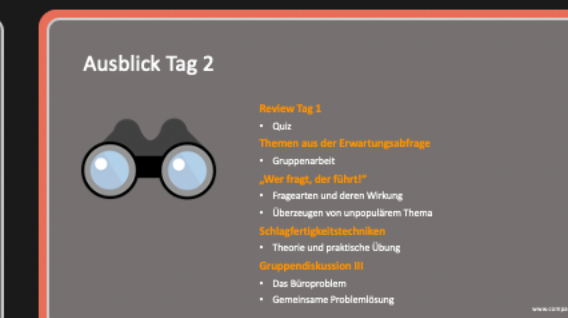 Ausblick Tag 2
Review Tag 1
• Quiz
Themen aus der Erwartungsabfrage
• Gruppenarbeit
„Wer fragt, der führt!“
• Fragearten und deren Wirkung
• Überzeugen von unpopulärem Thema
Schlagfertigkeitstechniken
• Theorie und praktische Übung
Gruppendiskussion III
• Das Büroproblem
• Gemeinsame Problemlösung